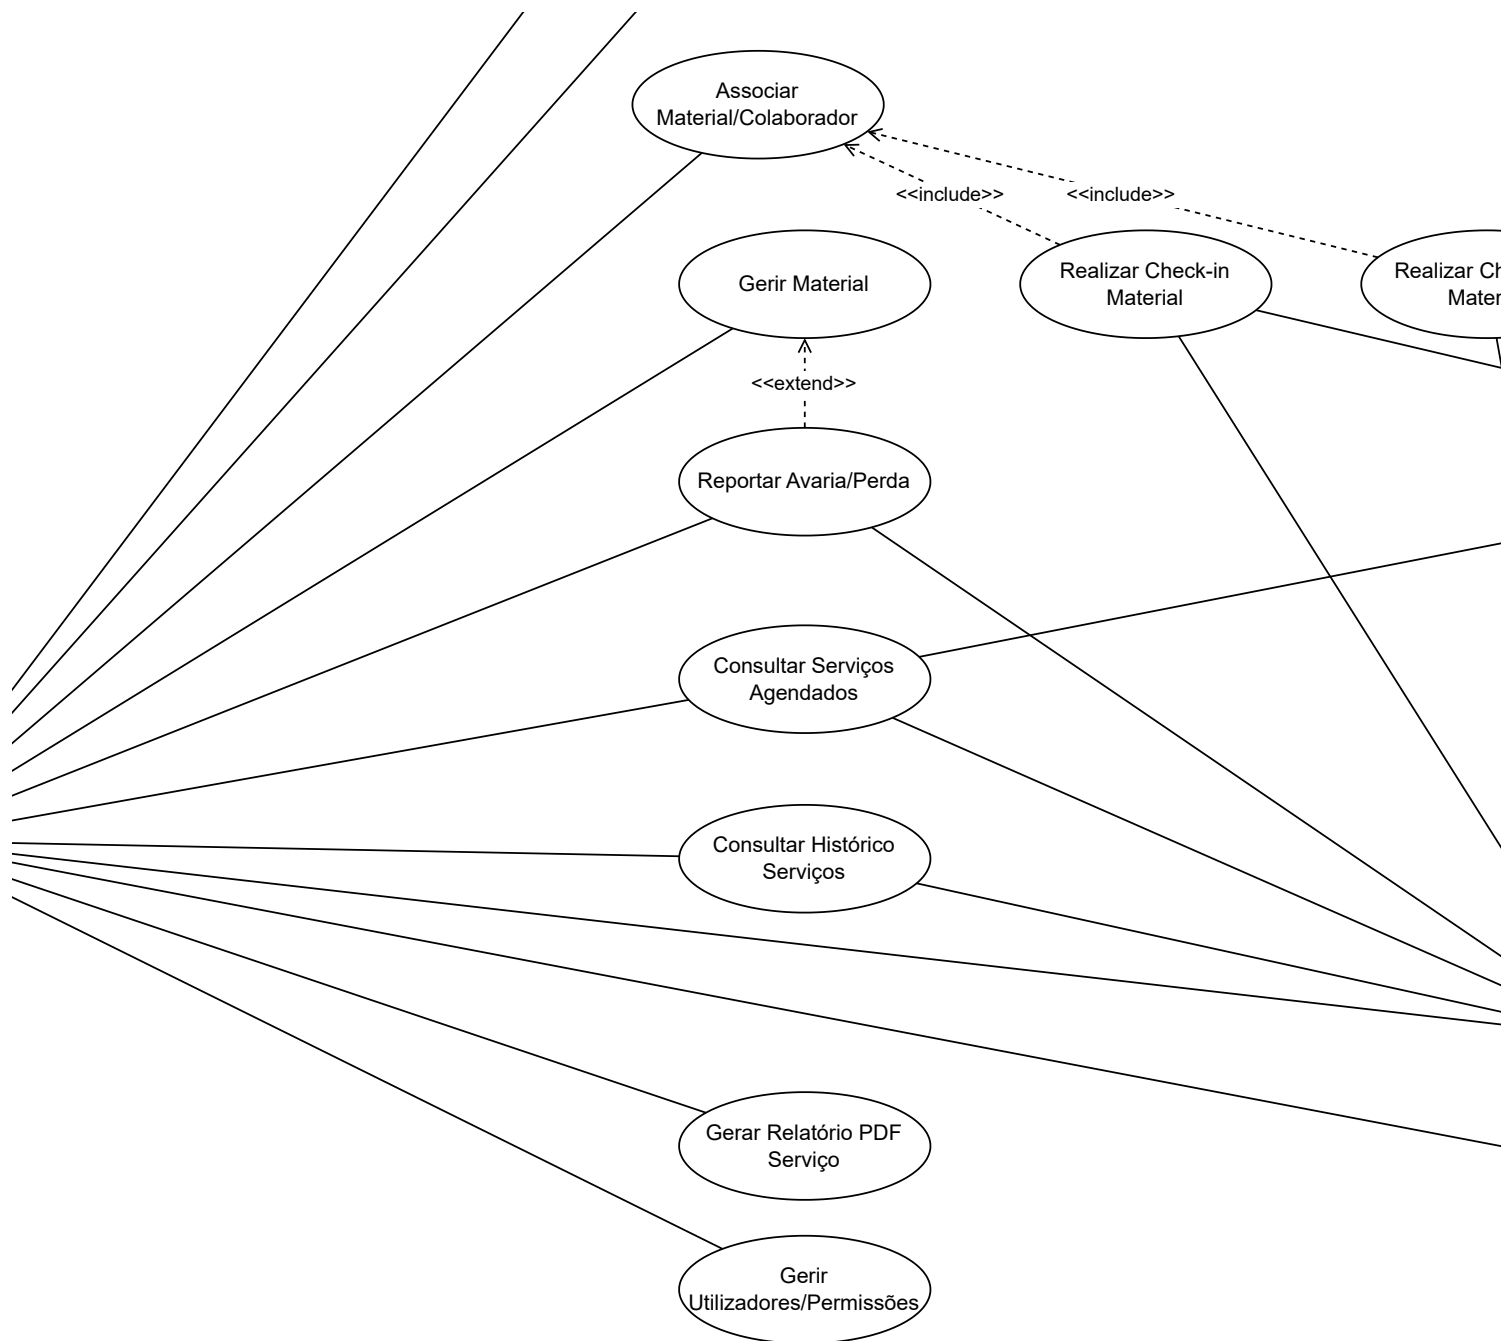 Associar
Material/Colaborador
<<include>>
<<include>>
Gerir Material
Realizar Check-in
Material
Realizar
<<extend>>
Reportar Avaria/Perda
Consultar Serviços
Agendados
Consultar Histórico
Serviços
Gerar Relatório PDF
Serviço
Gerir
Utilizadores/Permissões